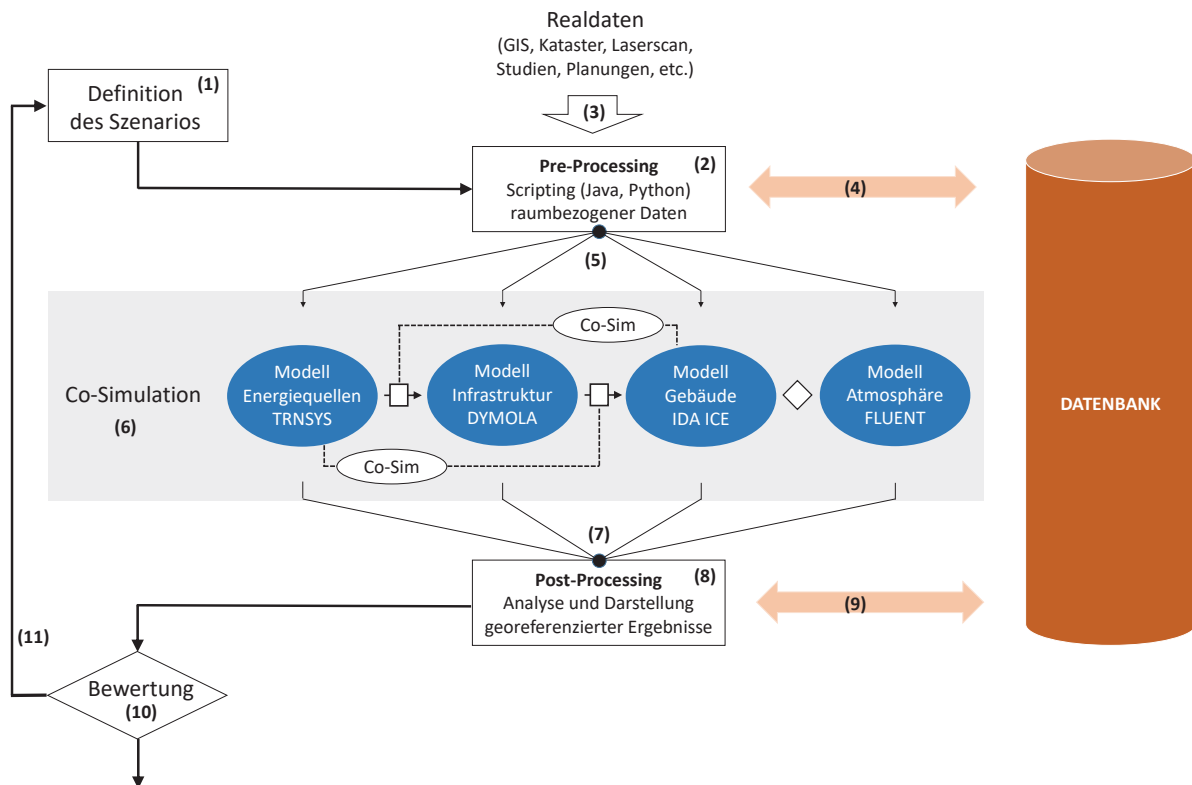 Realdaten
(GIS, Kataster, Laserscan,
Studien, Planungen, etc.)
(1)
Definition
des Szenarios
(3)
Pre-Processing
(2)
Scripting (Java, Python)
raumbezogener Daten
(4)
(5)
Co-Sim
Modell
Energiequellen
TRNSYS
Modell
Infrastruktur
DYMOLA
Modell
Gebäude
IDA ICE
Modell
Atmosphäre
FLUENT
Co-Simulation
(6)
Co-Sim
DATENBANK
(7)
Post-Processing
(8)
Analyse und Darstellung
georeferenzierter Ergebnisse
(9)
(11)
Bewertung
(10)